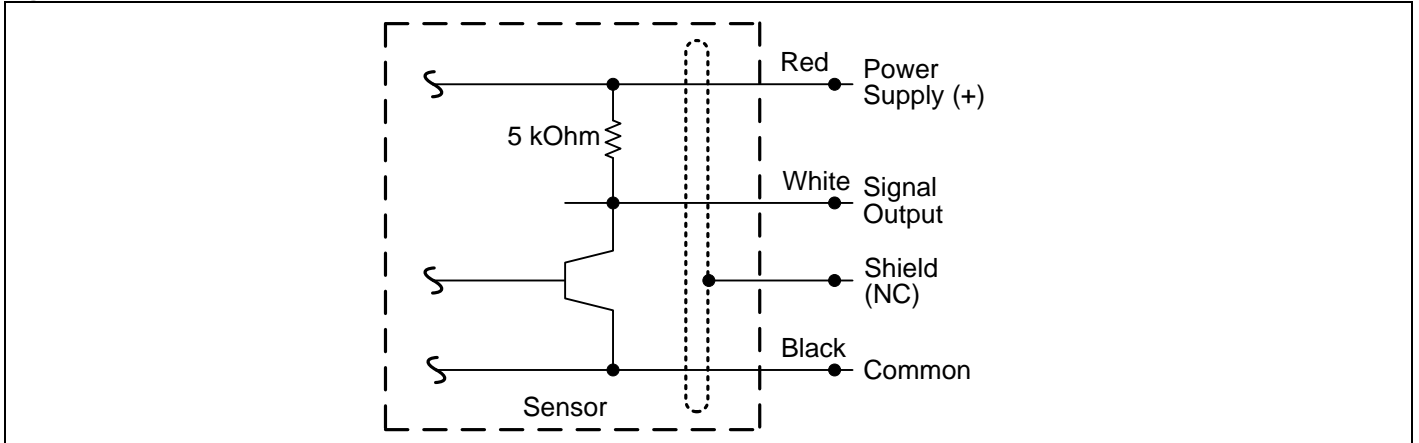 Red
Power
Supply (+)
5 kOhm
White
Signal
Output
Shield
(NC)
Black
Common
Sensor